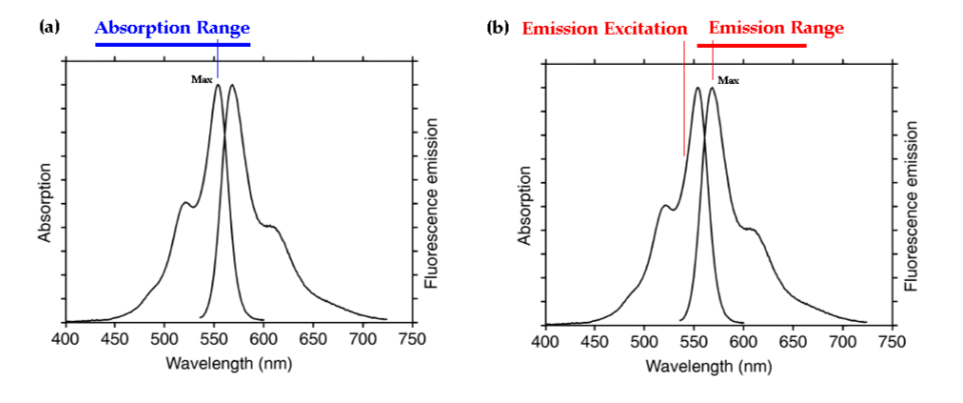 (a) Absorption Range
Max
Absorption
Fluorescence emission
400 450 500 550 600 650 700 750
Wavelength (nm)
(b) Emission Excitation Emission Range
Max
Absorption
Fluorescence emission
400 450 500 550 600 650 700 750
Wavelength (nm)